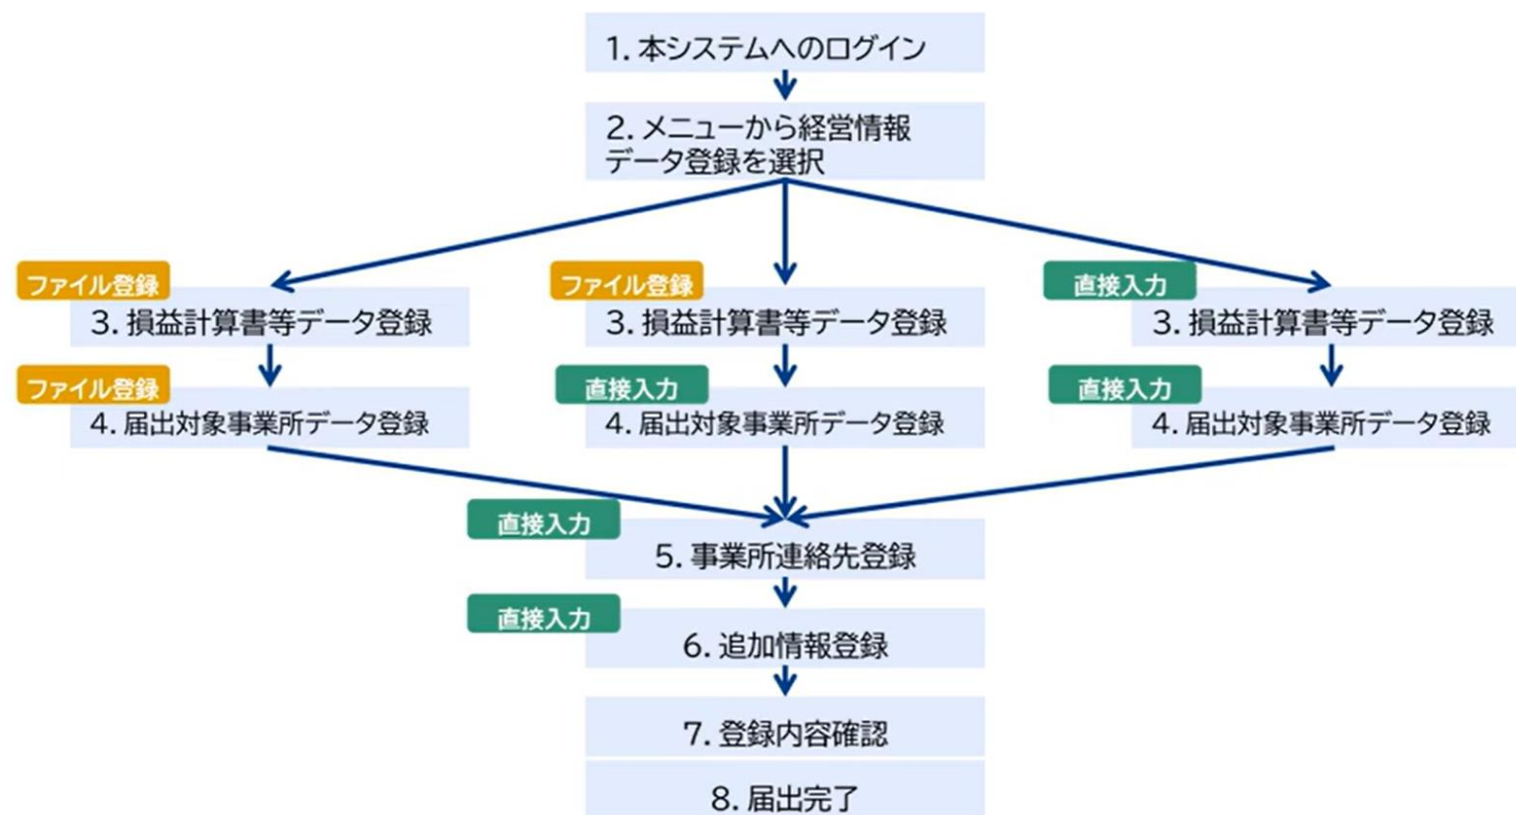 1. 本システムへのログイン
2. メニューから経営情報
データ登録を選択
ファイル登録
3. 損益計算書等データ登録
ファイル登録
3. 損益計算書等データ登録
直接入力
3. 損益計算書等データ登録
ファイル登録
4. 届出対象事業所データ登録
直接入力
4. 届出対象事業所データ登録
直接入力
4. 届出対象事業所データ登録
直接入力
5. 事業所連絡先登録
直接入力
6. 追加情報登録
7. 登録内容確認
8. 届出完了